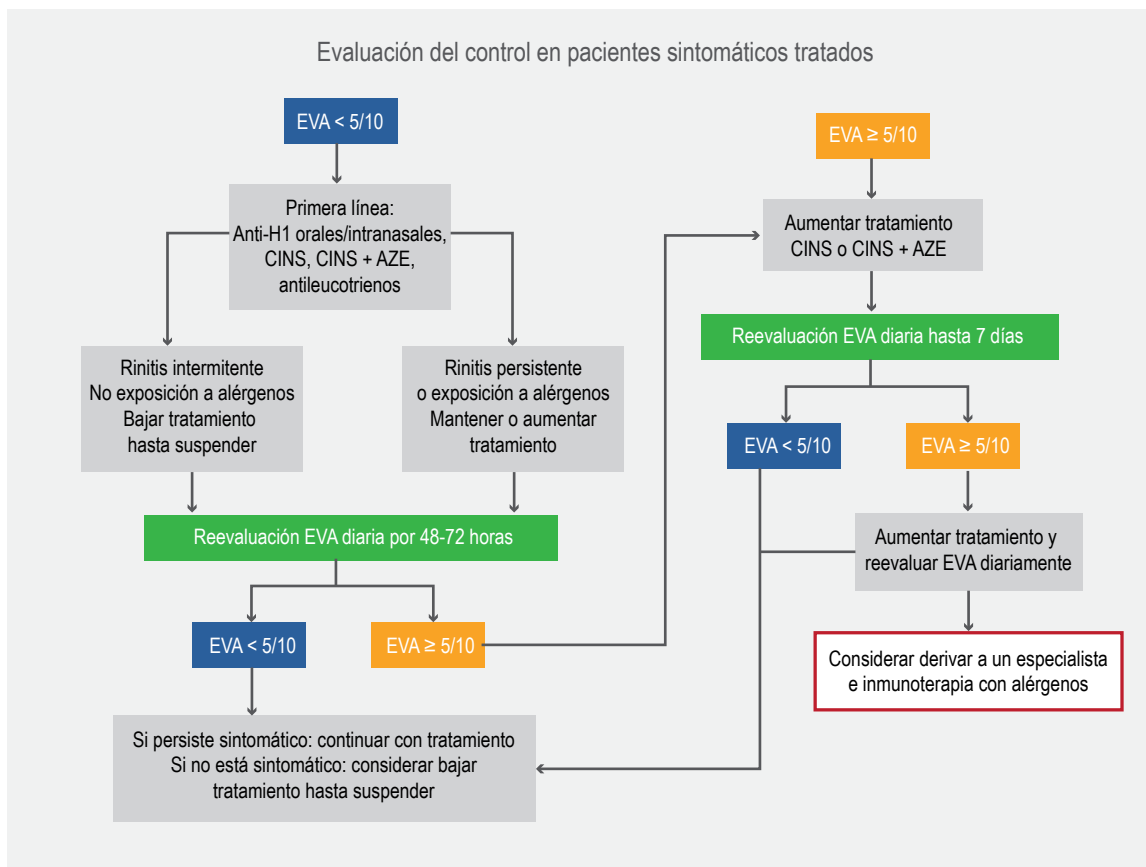 Evaluación del control en pacientes sintomáticos tratados
EVA < 5/10
Primera línea:
Anti-H1 orales/intranasales,
CINS, CINS + AZE,
antileucotrienos
Rinitis intermitente
No exposición a alérgenos
Bajar tratamiento
hasta suspender
Rinitis persistente
o exposición a alérgenos
Mantener o aumentar
tratamiento
Reevaluación EVA diaria por 48-72 horas
EVA < 5/10
EVA ≥ 5/10
Si persiste sintomático: continuar con tratamiento
Si no está sintomático: considerar bajar
tratamiento hasta suspender
EVA ≥ 5/10
Aumentar tratamiento
CINS o CINS + AZE
Reevaluación EVA diaria hasta 7 días
EVA < 5/10
EVA ≥ 5/10
Aumentar tratamiento y
reevaluar EVA diariamente
Considerar derivar a un especialista
e inmunoterapia con alérgenos